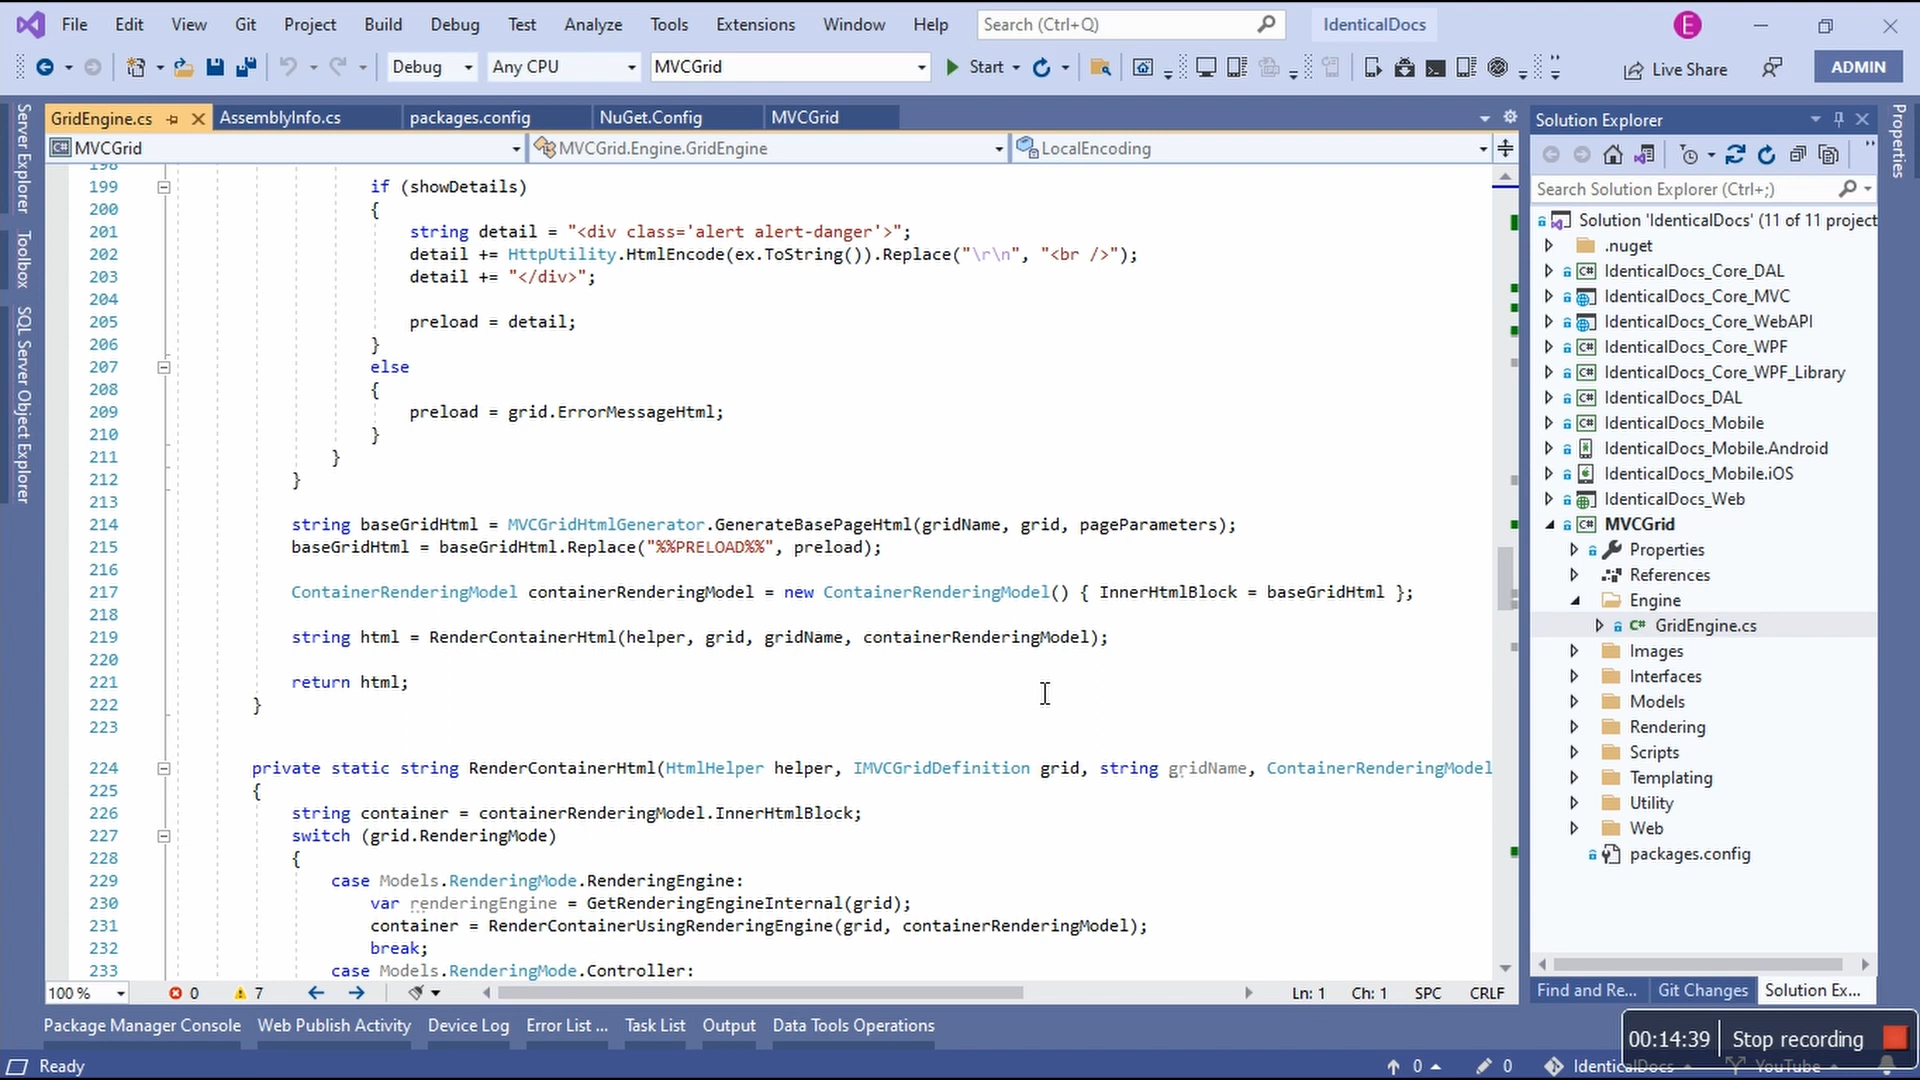 File Edit View Git Project Build Debug Test Analyze Tools Extensions Window Help Search (Ctrl+Q) IdenticalDocs E
Debug Any CPU MVCGrid Start Live Share ADMIN
GridEngine.cs AssemblyInfo.cs packages.config NuGet.Config MVCGrid
MVCGrid MVCGrid.Engine.GridEngine LocalEncoding
198
199 if (showDetails)
200 {
201 string detail = "<div class='alert alert-danger'>";
202 detail += HttpUtility.HtmlEncode(ex.ToString()).Replace("\r\n", "<br />");
203 detail += "</div>";
204
205 preload = detail;
206 }
207 else
208 {
209 preload = grid.ErrorMessageHtml;
210 }
211 }
212 }
213
214 string baseGridHtml = MVCGridHtmlGenerator.GenerateBasePageHtml(gridName, grid, pageParameters);
215 baseGridHtml = baseGridHtml.Replace("%%PRELOAD%%", preload);
216
217 ContainerRenderingModel containerRenderingModel = new ContainerRenderingModel() { InnerHtmlBlock = baseGridHtml };
218
219 string html = RenderContainerHtml(helper, grid, gridName, containerRenderingModel);
220
221 return html;
222 }
223
224 private static string RenderContainerHtml(HtmlHelper helper, IMVCGridDefinition grid, string gridName, ContainerRenderingModel
225 {
226 string container = containerRenderingModel.InnerHtmlBlock;
227 switch (grid.RenderingMode)
228 {
229 case Models.RenderingMode.RenderingEngine:
230 var renderingEngine = GetRenderingEngineInternal(grid);
231 container = RenderContainerUsingRenderingEngine(grid, containerRenderingModel);
232 break;
233 case Models.RenderingMode.Controller:
100 % 0 7 Ln: 1 Ch: 1 SPC CRLF
Server Explorer
Toolbox
SQL Server Object Explorer
Solution Explorer
Search Solution Explorer (Ctrl+;)
Solution 'IdenticalDocs' (11 of 11 project
.nuget
IdenticalDocs_Core_DAL
IdenticalDocs_Core_MVC
IdenticalDocs_Core_WebAPI
IdenticalDocs_Core_WPF
IdenticalDocs_Core_WPF_Library
IdenticalDocs_DAL
IdenticalDocs_Mobile
IdenticalDocs_Mobile.Android
IdenticalDocs_Mobile.iOS
IdenticalDocs_Web
MVCGrid
Properties
References
Engine
GridEngine.cs
Images
Interfaces
Models
Rendering
Scripts
Templating
Utility
Web
packages.config
Find and Re... Git Changes Solution Ex...
Properties
Package Manager Console Web Publish Activity Device Log Error List ... Task List Output Data Tools Operations
00:14:39 Stop recording
Ready 0 0 IdenticalDocs YouTube